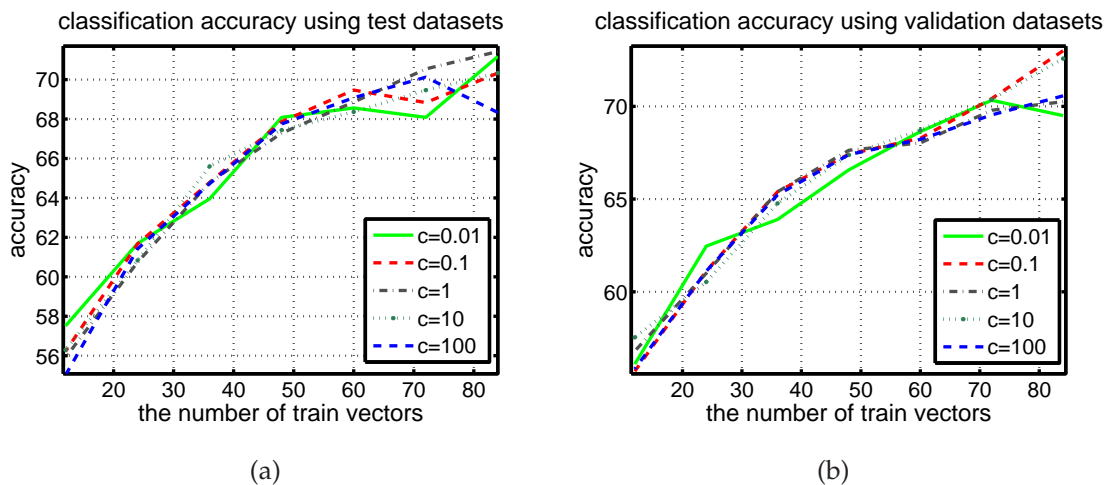 classification accuracy using test datasets
70
68
66
64
62
60
58
56
accuracy
20 30 40 50 60 70 80
the number of train vectors
c=0.01
c=0.1
c=1
c=10
c=100
(a)
classification accuracy using validation datasets
70
65
60
accuracy
20 30 40 50 60 70 80
the number of train vectors
c=0.01
c=0.1
c=1
c=10
c=100
(b)